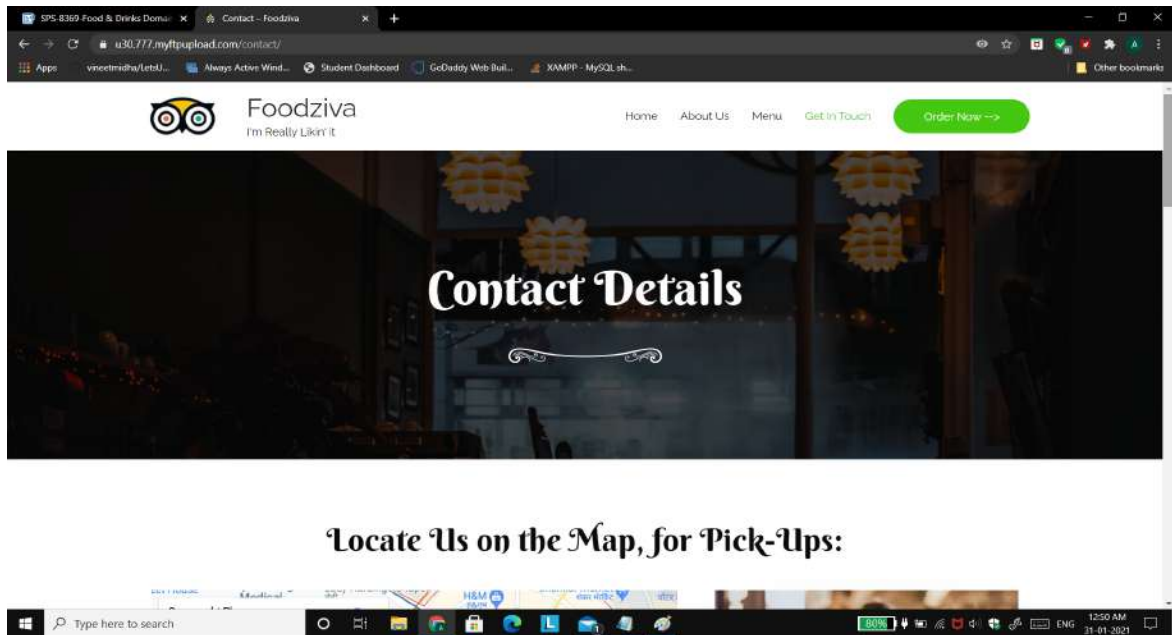 SPS-8369-Food & Drinks Domai
Contact – Foodziva
u30.777.myftpupload.com/contact/
Apps
vineetmidha/LetsU...
Always Active Wind...
Student Dashboard
GoDaddy Web Buil...
XAMPP - MySQL sh...
Other bookmarks
Foodziva
I'm Really Likin' it
Home
About Us
Menu
Get In Touch
Order Now -->
Contact Details
Locate Us on the Map, for Pick-Ups:
Medical
H&M
Type here to search
80%
ENG
12:50 AM
31-01-2021